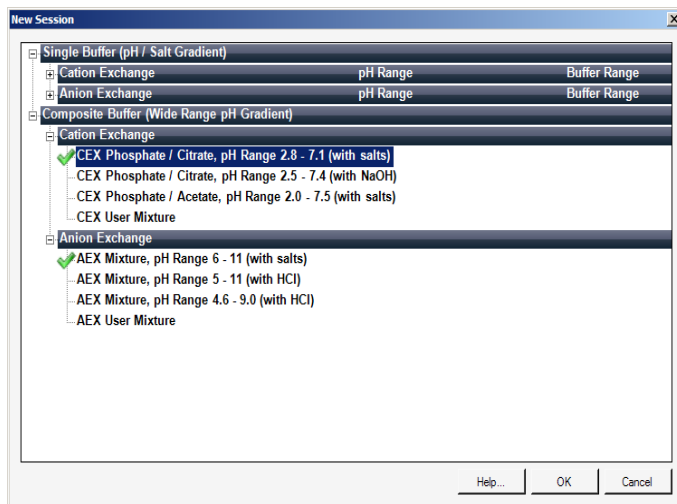 New Session
Single Buffer (pH / Salt Gradient)
Cation Exchange pH Range Buffer Range
Anion Exchange pH Range Buffer Range
Composite Buffer (Wide Range pH Gradient)
Cation Exchange
CEX Phosphate / Citrate, pH Range 2.8 - 7.1 (with salts)
CEX Phosphate / Citrate, pH Range 2.5 - 7.4 (with NaOH)
CEX Phosphate / Acetate, pH Range 2.0 - 7.5 (with salts)
CEX User Mixture
Anion Exchange
AEX Mixture, pH Range 6 - 11 (with salts)
AEX Mixture, pH Range 5 - 11 (with HCl)
AEX Mixture, pH Range 4.6 - 9.0 (with HCl)
AEX User Mixture
Help... OK Cancel